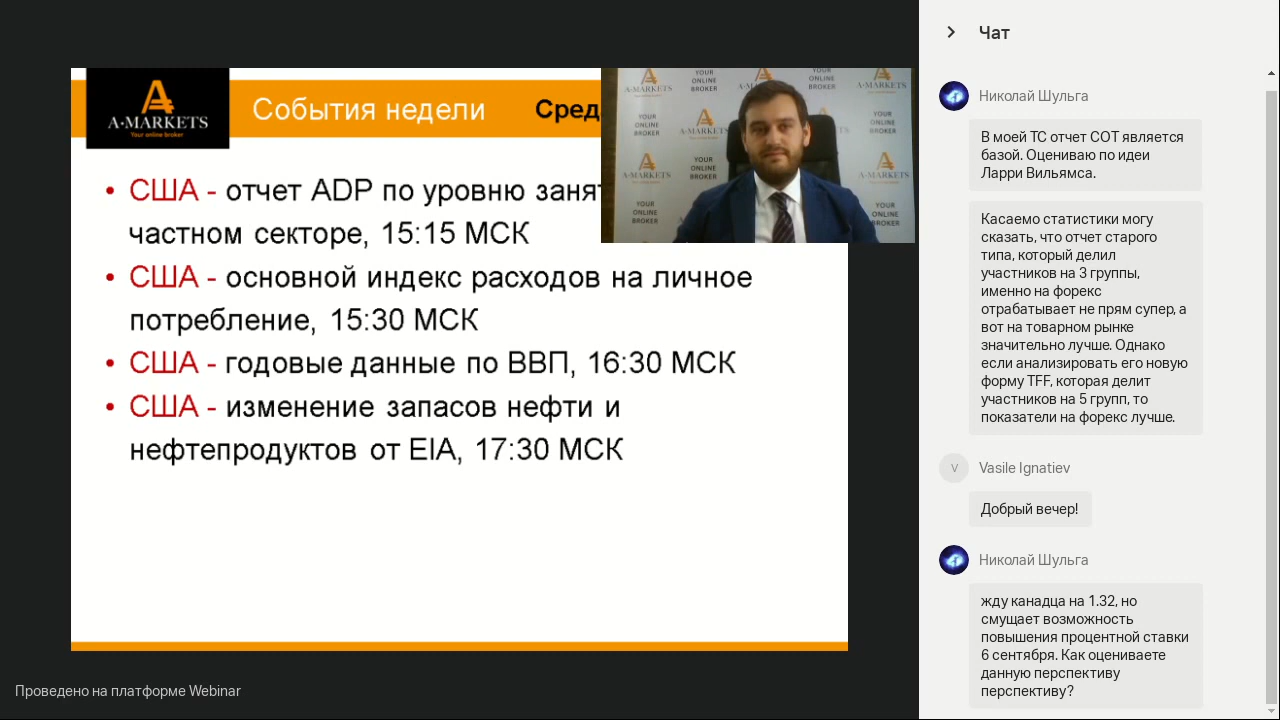 A-MARKETS
Your online broker
События недели
Сред
США - отчет ADP по уровню заня
частном секторе, 15:15 МСК
США - основной индекс расходов на личное
потребление, 15:30 МСК
США - годовые данные по ВВП, 16:30 МСК
США - изменение запасов нефти и
нефтепродуктов от EIA, 17:30 МСК
YOUR
ONLINE
BROKER
A-MARKETS
Проведено на платформе Webinar
Чат
Николай Шульга
В моей ТС отчет СОТ является
базой. Оцениваю по идеи
Ларри Вильямса.
Касаемо статистики могу
сказать, что отчет старого
типа, который делил
участников на 3 группы,
именно на форекс
отрабатывает не прям супер, а
вот на товарном рынке
значительно лучше. Однако
если анализировать его новую
форму TFF, которая делит
участников на 5 групп, то
показатели на форекс лучше.
V
Vasile Ignatiev
Добрый вечер!
Николай Шульга
жду канадца на 1.32, но
смущает возможность
повышения процентной ставки
6 сентября. Как оцениваете
данную перспективу
перспективу?